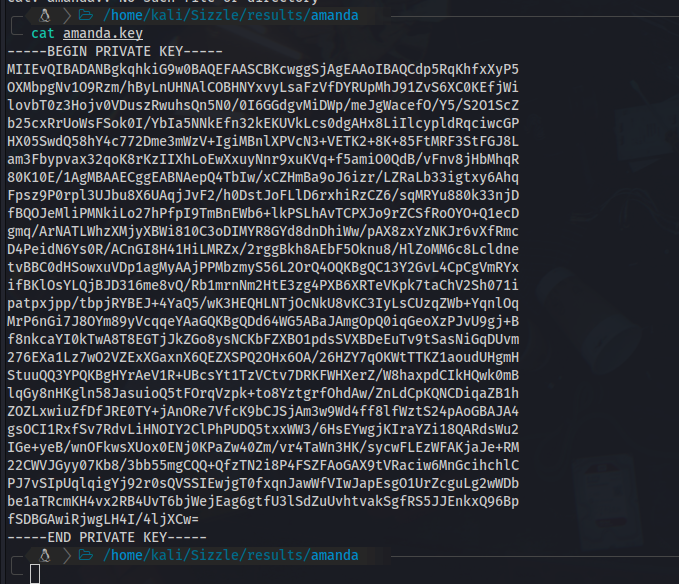 cat: amanda.: No such file or directory
/home/kali/Sizzle/results/amanda
cat amanda.key
-----BEGIN PRIVATE KEY-----
MIIEvQIBADANBgkqhkiG9w0BAQEFAASCBKcwggSjAgEAAoIBAQCdp5RqKhfxXyP5
OXMbpgNv1O9Rzm/hByLnUHNAlCOBHNYxvyLsaFzVfDYRUpMhJ91ZvS6XC0KEfjWi
lovbT0z3Hojv0VDuszRwuhsQn5N0/0I6GGdgvMiDWp/meJgWacefO/Y5/S2O1ScZ
b25cxRrUoWsFSok0I/YbIa5NNkEfn32kEKUVkLcs0dgAHx8LiIlcypldRqciwcGP
HX05SwdQ58hY4c772Dme3mWzV+IgiMBnlXPVcN3+VETK2+8K+85FtMRF3StFGJ8L
am3Fbypvax32qoK8rKzIIXhLoEwXxuyNnr9xuKVq+f5amiO0QdB/vFnv8jHbMhqR
80K10E/1AgMBAAECggEABNAepQ4TbIw/xCZHmBa9oJ6izr/LZRaLb33igtxy6Ahq
Fpsz9P0rpl3UJbu8X6UAqjJvF2/h0DstJoFLlD6rxhiRzCZ6/sqMRYu880k33njD
fBQOJeMliPMNkiLo27hPfpI9TmBnEWb6+lkPSLhAvTCPXJo9rZCSfRoOYO+Q1ecD
gmq/ArNATLWhzXMjyXBWi810C3oDIMYR8GYd8dnDhiWw/pAX8zxYzNKJr6vXfRmc
D4PeidN6Ys0R/ACnGI8H41HiLMRZx/2rggBkh8AEbF5Oknu8/HlZoMM6c8Lcldne
tvBBC0dHSowxuVDp1agMyAAjPPMbzmyS56L2OrQ4OQKBgQC13Y2GvL4CpCgVmRYx
ifBKlOsYLQjBJD316me8vQ/Rb1mrnNm2HtE3zg4PXB6XRTeVKpk7taChV2Sh071i
patpxjpp/tbpjRYBEJ+4YaQ5/wK3HEQHLNTjOcNkU8vKC3IyLsCUzqZWb+YqnlOq
MrP6nGi7J8OYm89yVcqqeYAaGQKBgQDd64WG5ABaJAmgOpQ0iqGeoXzPJvU9gj+B
f8nkcaYI0kTwA8T8EGTjJkZGo8ysNCKbFZXBO1pdsSVXBDeEuTv9tSasNiGqDUvm
276EXa1Lz7wO2VZExXGaxnX6QEZXSPQ2OHx6OA/26HZY7qOKWtTTKZ1aoudUHgmH
StuuQQ3YPQKBgHYrAeV1R+UBcsYt1TzVCtv7DRKFWHXerZ/W8haxpdCIkHQwk0mB
lqGy8nHKgln58JasuioQ5tFOrqVzpk+to8YztgrfOhdAw/ZnLdCpKQNCDiqaZB1h
ZOZLxwiuZfDfJRE0TY+jAnORe7VfcK9bCJSjAm3w9Wd4ff8lfWztS24pAoGBAJA4
gsOCI1RxfSv7RdvLiHNOIY2ClPhPUDQ5txxWW3/6HsEYwgjKIraYZi18QARdsWu2
IGe+yeB/wnOFkwsXUox0ENj0KPaZw40Zm/vr4TaWn3HK/sycwFLEzWFAKjaJe+RM
22CWVJGyy07Kb8/3bb55mgCQQ+QfzTN2i8P4FSZFAoGAX9tVRaciw6MnGcihchlC
PJ7vSIpUqlqigYj92r0sQVSSIEwjgT0fxqnJawWfVIwJapEsgO1UrZcguLg2wWDb
be1aTRcmKH4vx2RB4UvT6bjWejEag6gtfU3lSdZuUvhtvakSgfRS5JJEnkxQ96Bp
fSDBGAwiRjwgLH4I/4ljXCw=
-----END PRIVATE KEY-----
/home/kali/Sizzle/results/amanda